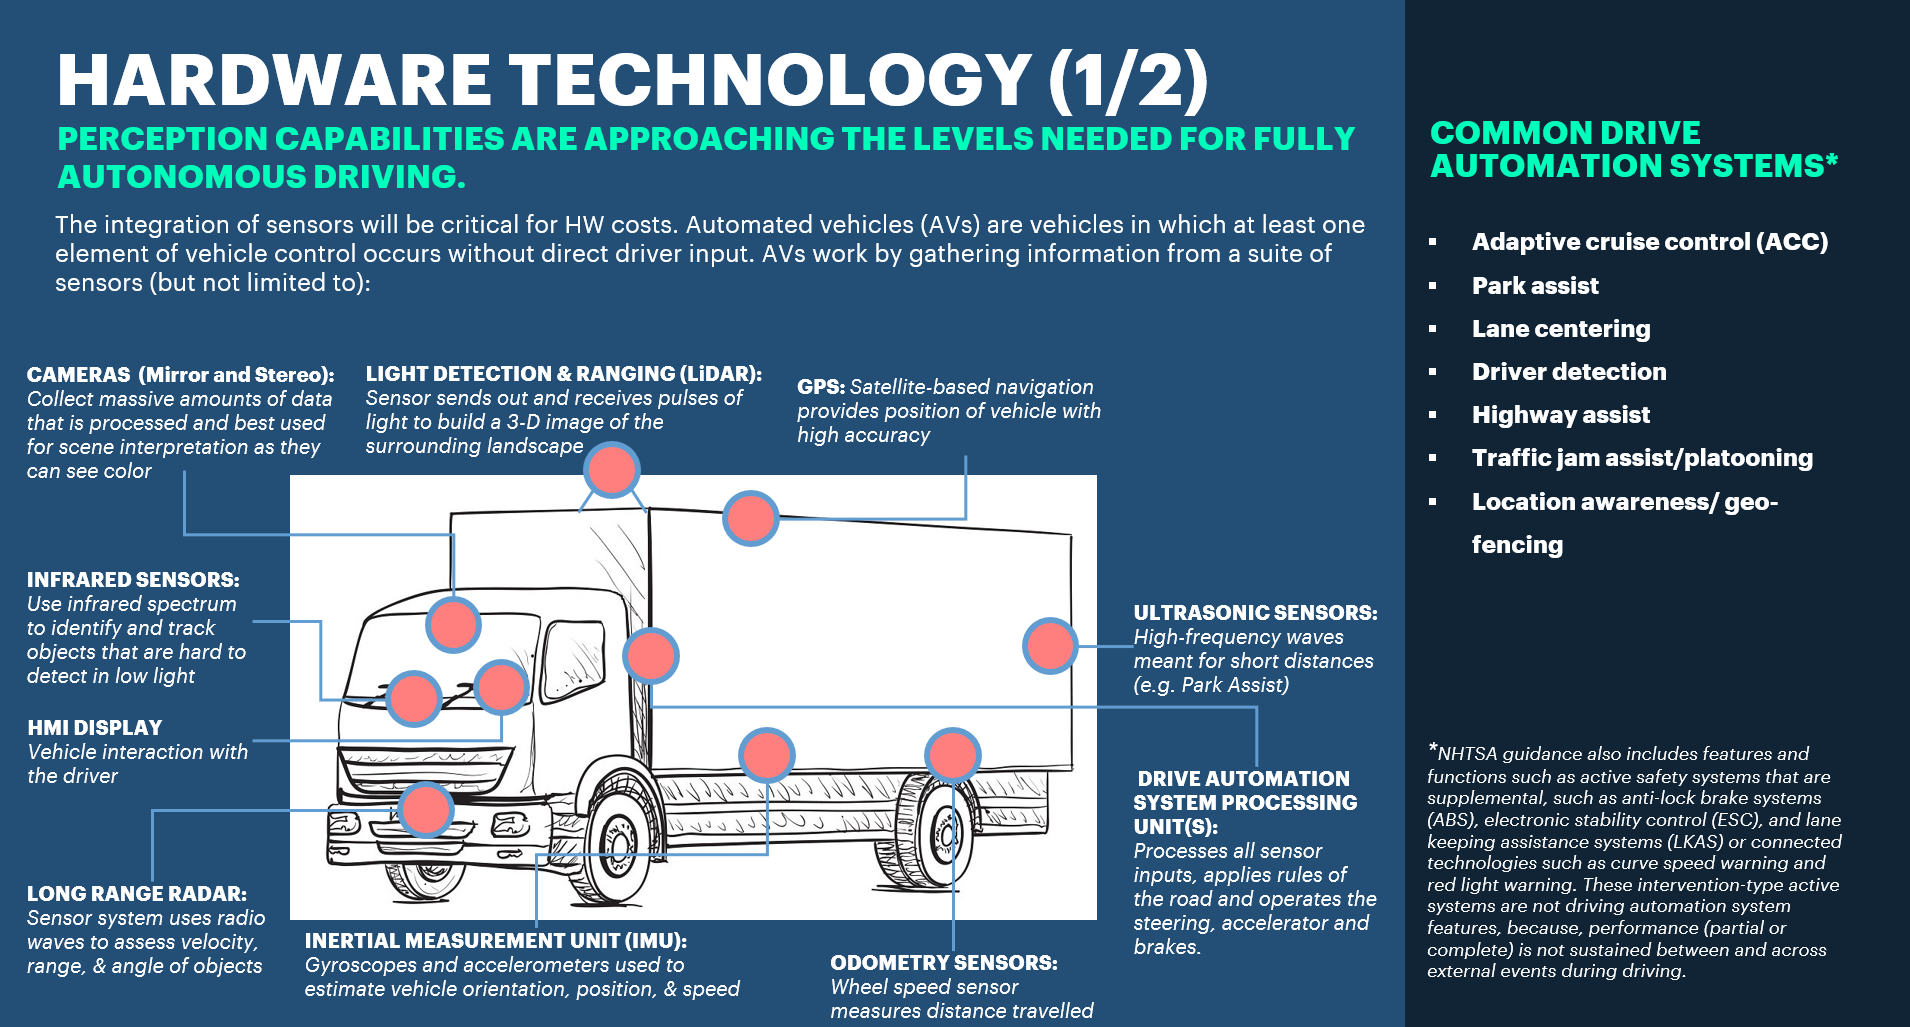 HARDWARE TECHNOLOGY (1/2)
PERCEPTION CAPABILITIES ARE APPROACHING THE LEVELS NEEDED FOR FULLY
AUTONOMOUS DRIVING.
The integration of sensors will be critical for HW costs. Automated vehicles (AVs) are vehicles in which at least one
element of vehicle control occurs without direct driver input. AVs work by gathering information from a suite of
sensors (but not limited to):
CAMERAS (Mirror and Stereo):
Collect massive amounts of data
that is processed and best used
for scene interpretation as they
can see color
LIGHT DETECTION & RANGING (LiDAR):
Sensor sends out and receives pulses of
light to build a 3-D image of the
surrounding landscape
GPS: Satellite-based navigation
provides position of vehicle with
high accuracy
INFRARED SENSORS:
Use infrared spectrum
to identify and track
objects that are hard to
detect in low light
HMI DISPLAY
Vehicle interaction with
the driver
LONG RANGE RADAR:
Sensor system uses radio
waves to assess velocity,
range, & angle of objects
INERTIAL MEASUREMENT UNIT (IMU):
Gyroscopes and accelerometers used to
estimate vehicle orientation, position, & speed
ODOMETRY SENSORS:
Wheel speed sensor
measures distance travelled
ULTRASONIC SENSORS:
High-frequency waves
meant for short distances
(e.g. Park Assist)
DRIVE AUTOMATION
SYSTEM PROCESSING
UNIT(S):
Processes all sensor
inputs, applies rules of
the road and operates the
steering, accelerator and
brakes.
COMMON DRIVE
AUTOMATION SYSTEMS*
▪ Adaptive cruise control (ACC)
▪ Park assist
▪ Lane centering
▪ Driver detection
▪ Highway assist
▪ Traffic jam assist/platooning
▪ Location awareness/ geo-
fencing
*NHTSA guidance also includes features and
functions such as active safety systems that are
supplemental, such as anti-lock brake systems
(ABS), electronic stability control (ESC), and lane
keeping assistance systems (LKAS) or connected
technologies such as curve speed warning and
red light warning. These intervention-type active
systems are not driving automation system
features, because, performance (partial or
complete) is not sustained between and across
external events during driving.